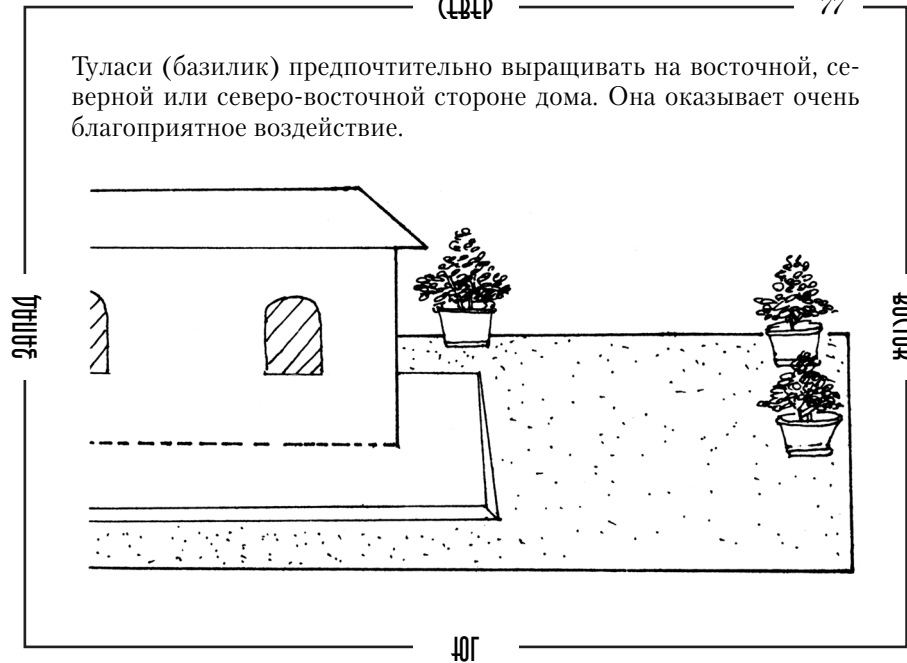 СЕВЕР
77
Туласи (базилик) предпочтительно выращивать на восточной, се-
верной или северо-восточной стороне дома. Она оказывает очень
благоприятное воздействие.
ЗАПАД
ВОСТОК
ЮГ